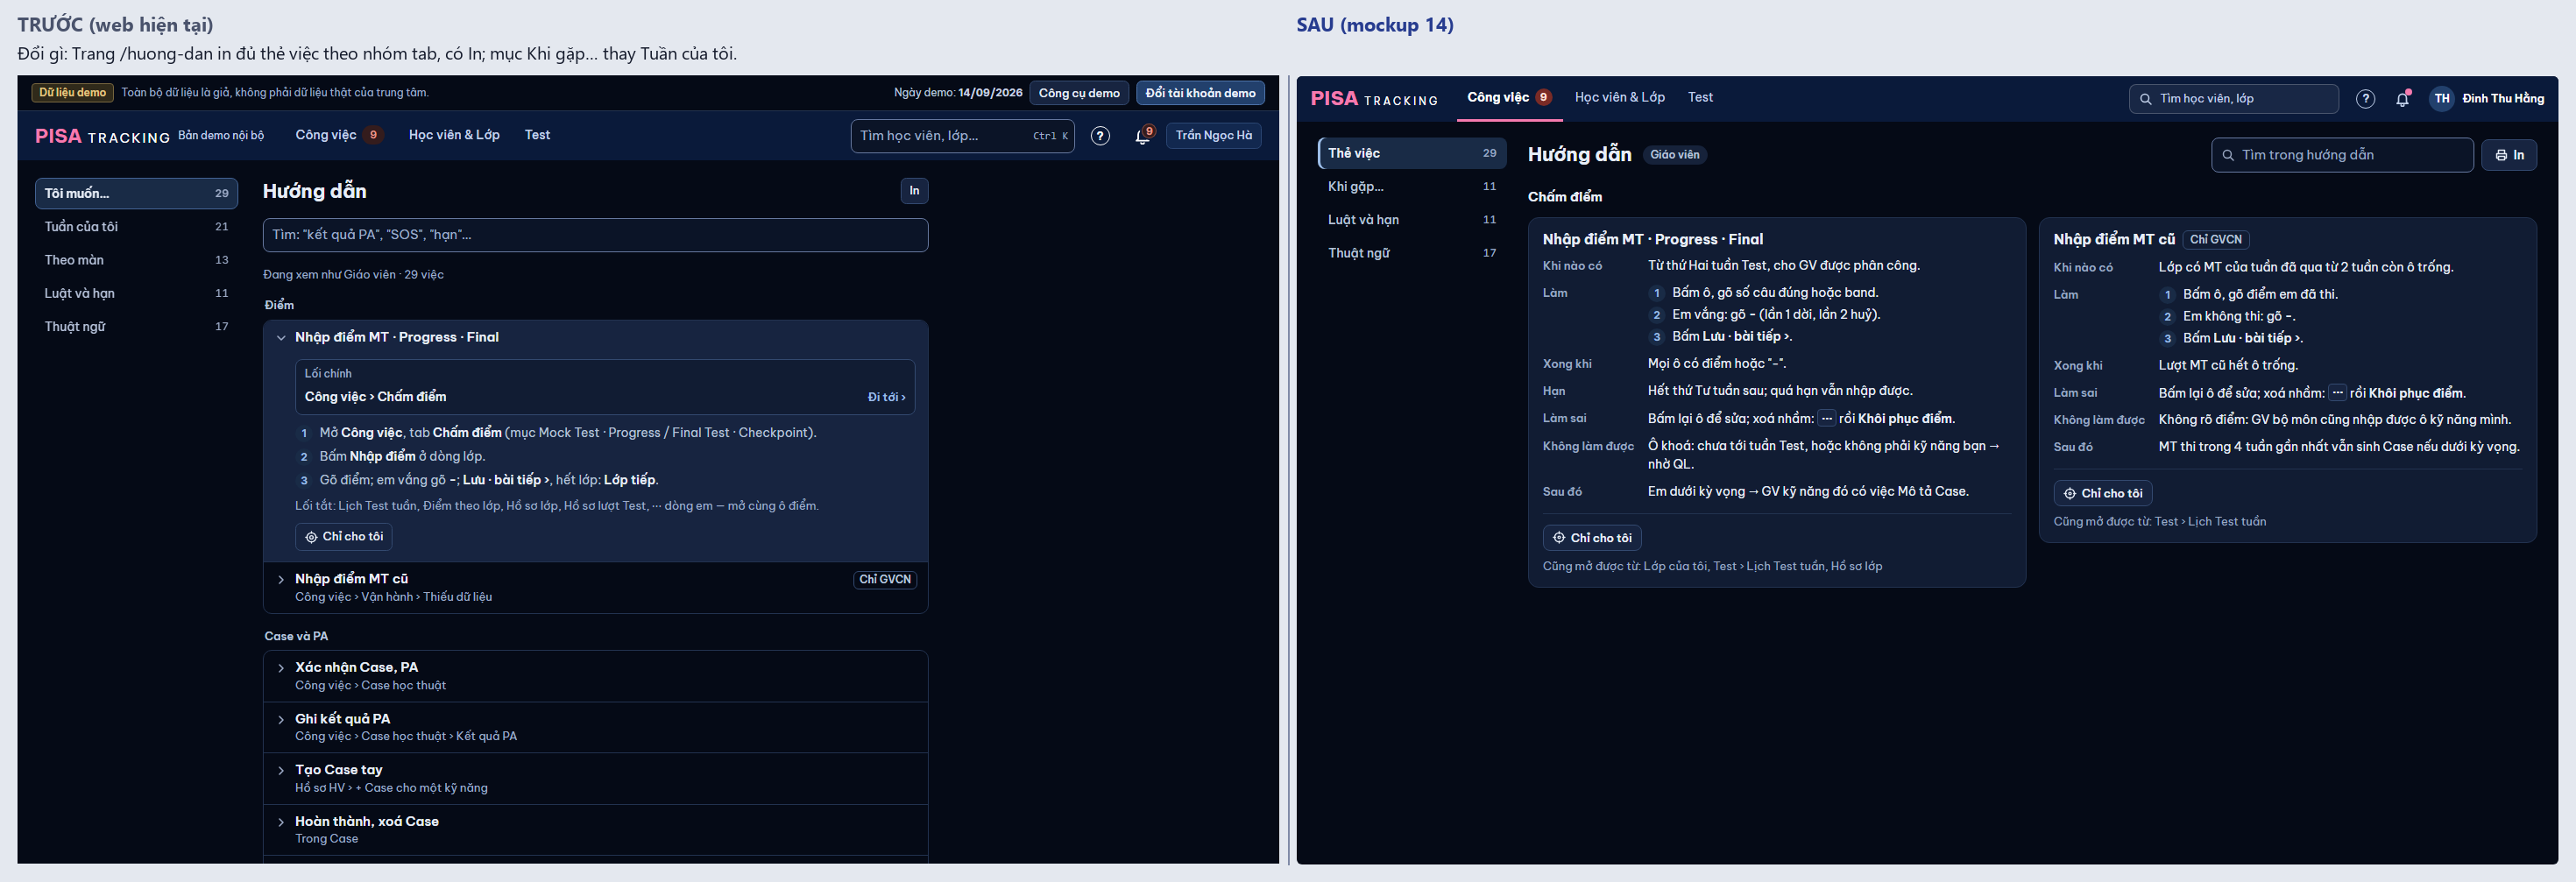 TRƯỚC (web hiện tại)
Đổi gì: Trang /huong-dan in đủ thẻ việc theo nhóm tab, có In; mục Khi gặp... thay Tuần của tôi.
Dữ liệu demo Toàn bộ dữ liệu là giả, không phải dữ liệu thật của trung tâm. Ngày demo: 14/09/2026 Công cụ demo Đổi tài khoản demo
PISA TRACKING Bản demo nội bộ Công việc 9 Học viên & Lớp Test Tìm học viên, lớp... Ctrl K ? 9 Trần Ngọc Hà
Tôi muốn... 29
Tuần của tôi 21
Theo màn 13
Luật và hạn 11
Thuật ngữ 17
Hướng dẫn In
Tìm: "kết quả PA", "SOS", "hạn"...
Đang xem như Giáo viên · 29 việc
Điểm
Nhập điểm MT · Progress · Final
Lối chính
Công việc › Chấm điểm Đi tới ›
1 Mở Công việc, tab Chấm điểm (mục Mock Test · Progress / Final Test · Checkpoint).
2 Bấm Nhập điểm ở dòng lớp.
3 Gõ điểm; em vắng gõ -; Lưu · bài tiếp ›, hết lớp: Lớp tiếp.
Lối tắt: Lịch Test tuần, Điểm theo lớp, Hồ sơ lớp, Hồ sơ lượt Test, ··· dòng em — mở cùng ô điểm.
Chỉ cho tôi
Nhập điểm MT cũ Chỉ GVCN
Công việc › Vận hành › Thiếu dữ liệu
Case và PA
Xác nhận Case, PA
Công việc › Case học thuật
Ghi kết quả PA
Công việc › Case học thuật › Kết quả PA
Tạo Case tay
Hồ sơ HV › + Case cho một kỹ năng
Hoàn thành, xoá Case
Trong Case
SAU (mockup 14)
PISA TRACKING Công việc 9 Học viên & Lớp Test Tìm học viên, lớp ? TH Đinh Thu Hằng
Thẻ việc 29
Khi gặp... 11
Luật và hạn 11
Thuật ngữ 17
Hướng dẫn Giáo viên Tìm trong hướng dẫn In
Chấm điểm
Nhập điểm MT · Progress · Final
Khi nào có Từ thứ Hai tuần Test, cho GV được phân công.
Làm 1 Bấm ô, gõ số câu đúng hoặc band.
2 Em vắng: gõ - (lần 1 dời, lần 2 huỷ).
3 Bấm Lưu · bài tiếp ›.
Xong khi Mọi ô có điểm hoặc "-".
Hạn Hết thứ Tư tuần sau; quá hạn vẫn nhập được.
Làm sai Bấm lại ô để sửa; xoá nhầm: ··· rồi Khôi phục điểm.
Không làm được Ô khoá: chưa tới tuần Test, hoặc không phải kỹ năng bạn →
nhờ QL.
Sau đó Em dưới kỳ vọng → GV kỹ năng đó có việc Mô tả Case.
Chỉ cho tôi
Cũng mở được từ: Lớp của tôi, Test › Lịch Test tuần, Hồ sơ lớp
Nhập điểm MT cũ Chỉ GVCN
Khi nào có Lớp có MT của tuần đã qua từ 2 tuần còn ô trống.
Làm 1 Bấm ô, gõ điểm em đã thi.
2 Em không thi: gõ -.
3 Bấm Lưu · bài tiếp ›.
Xong khi Lượt MT cũ hết ô trống.
Làm sai Bấm lại ô để sửa; xoá nhầm: ··· rồi Khôi phục điểm.
Không làm được Không rõ điểm: GV bộ môn cũng nhập được ô kỹ năng mình.
Sau đó MT thi trong 4 tuần gần nhất vẫn sinh Case nếu dưới kỳ vọng.
Chỉ cho tôi
Cũng mở được từ: Test › Lịch Test tuần